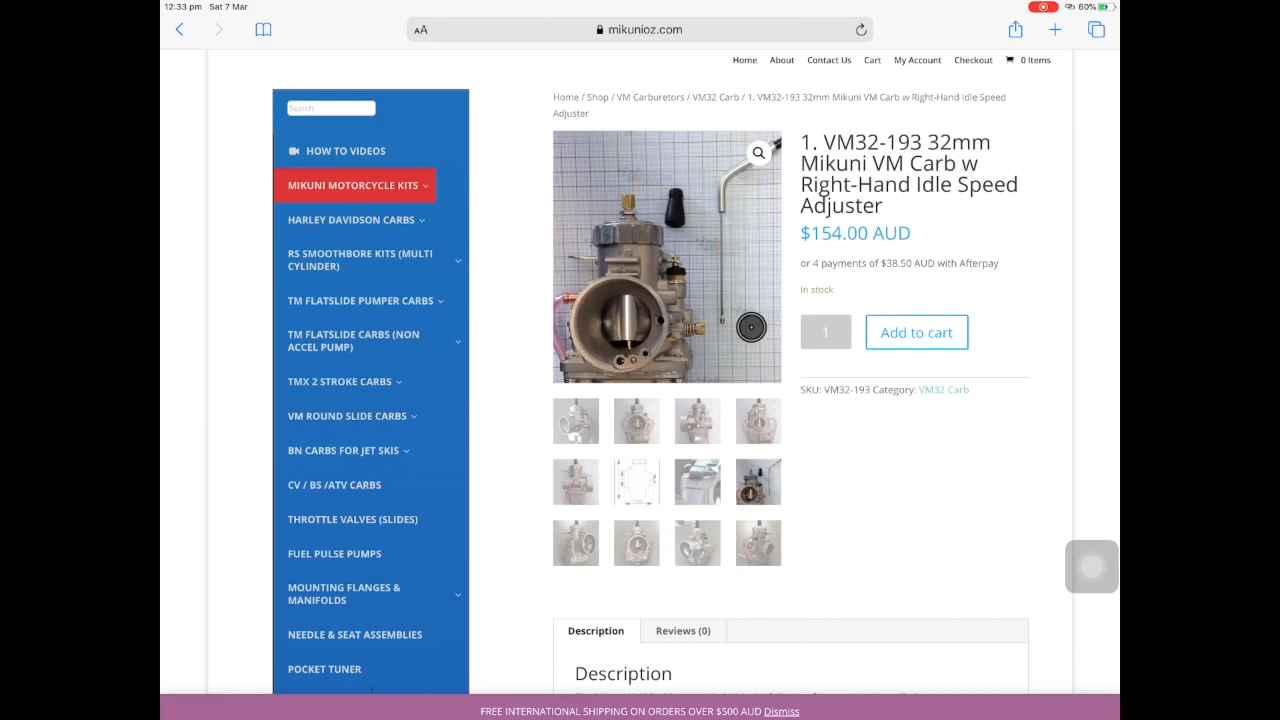 12:33 pm Sat 7 Mar
60%
AA
mikunioz.com
Home About Contact Us Cart My Account Checkout 0 Items
Search
HOW TO VIDEOS
MIKUNI MOTORCYCLE KITS
HARLEY DAVIDSON CARBS
RS SMOOTHBORE KITS (MULTI
CYLINDER)
TM FLATSLIDE PUMPER CARBS
TM FLATSLIDE CARBS (NON
ACCEL PUMP)
TMX 2 STROKE CARBS
VM ROUND SLIDE CARBS
BN CARBS FOR JET SKIS
CV / BS /ATV CARBS
THROTTLE VALVES (SLIDES)
FUEL PULSE PUMPS
MOUNTING FLANGES &
MANIFOLDS
NEEDLE & SEAT ASSEMBLIES
POCKET TUNER
Home / Shop / VM Carburetors / VM32 Carb / 1. VM32-193 32mm Mikuni VM Carb w Right-Hand Idle Speed
Adjuster
1. VM32-193 32mm
Mikuni VM Carb w
Right-Hand Idle Speed
Adjuster
$154.00 AUD
or 4 payments of $38.50 AUD with Afterpay
In stock
1
Add to cart
SKU: VM32-193 Category: VM32 Carb
Description Reviews (0)
Description
FREE INTERNATIONAL SHIPPING ON ORDERS OVER $500 AUD Dismiss